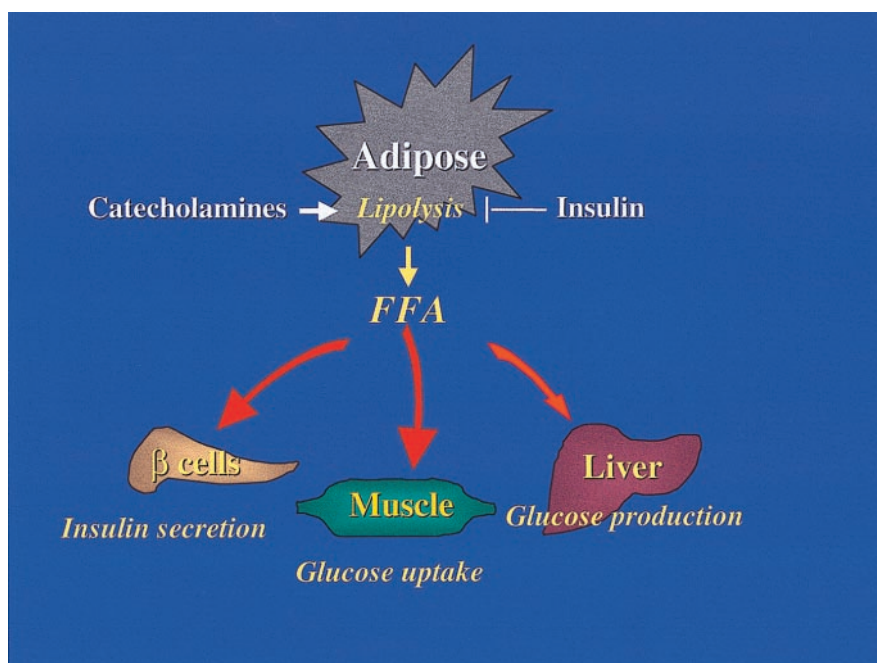 Adipose
Catecholamines
Lipolysis
Insulin
FFA
β cells
Insulin secretion
Muscle
Glucose uptake
Liver
Glucose production